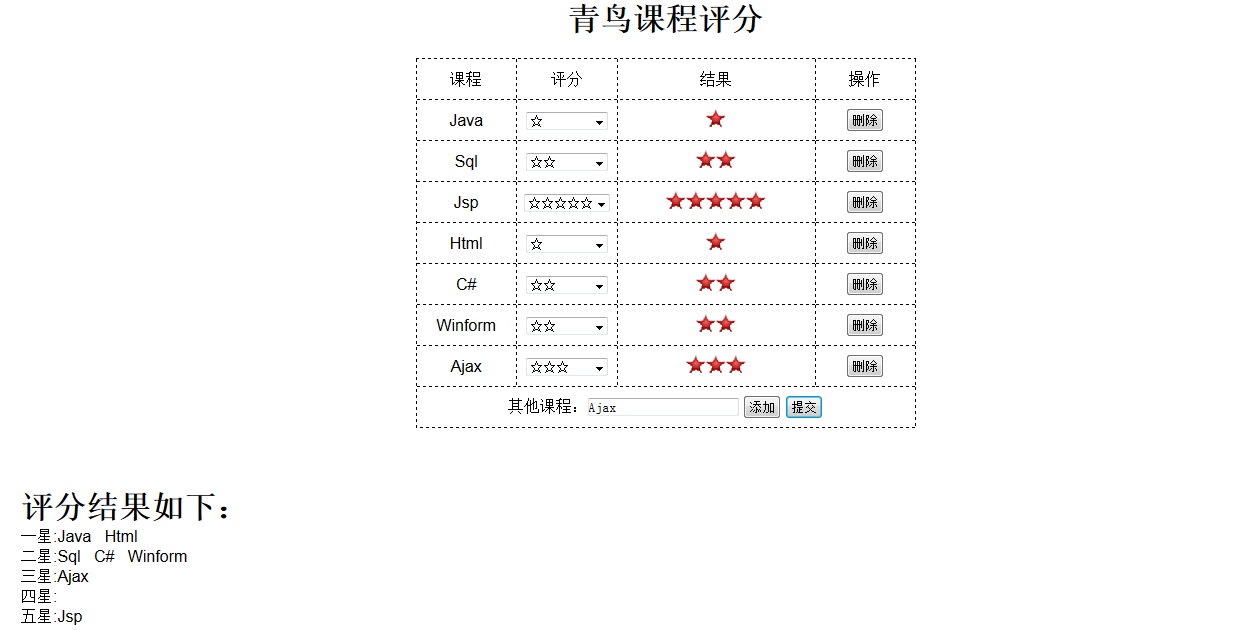 青鸟课程评分
课程 评分 结果 操作
Java ☆ ★ 删除
Sql ☆☆ ★★ 删除
Jsp ☆☆☆☆☆ ★★★★★ 删除
Html ☆ ★ 删除
C# ☆☆ ★★ 删除
Winform ☆☆ ★★ 删除
Ajax ☆☆☆ ★★★ 删除
其他课程：Ajax 添加 提交
评分结果如下：
一星:Java Html
二星:Sql C# Winform
三星:Ajax
四星:
五星:Jsp